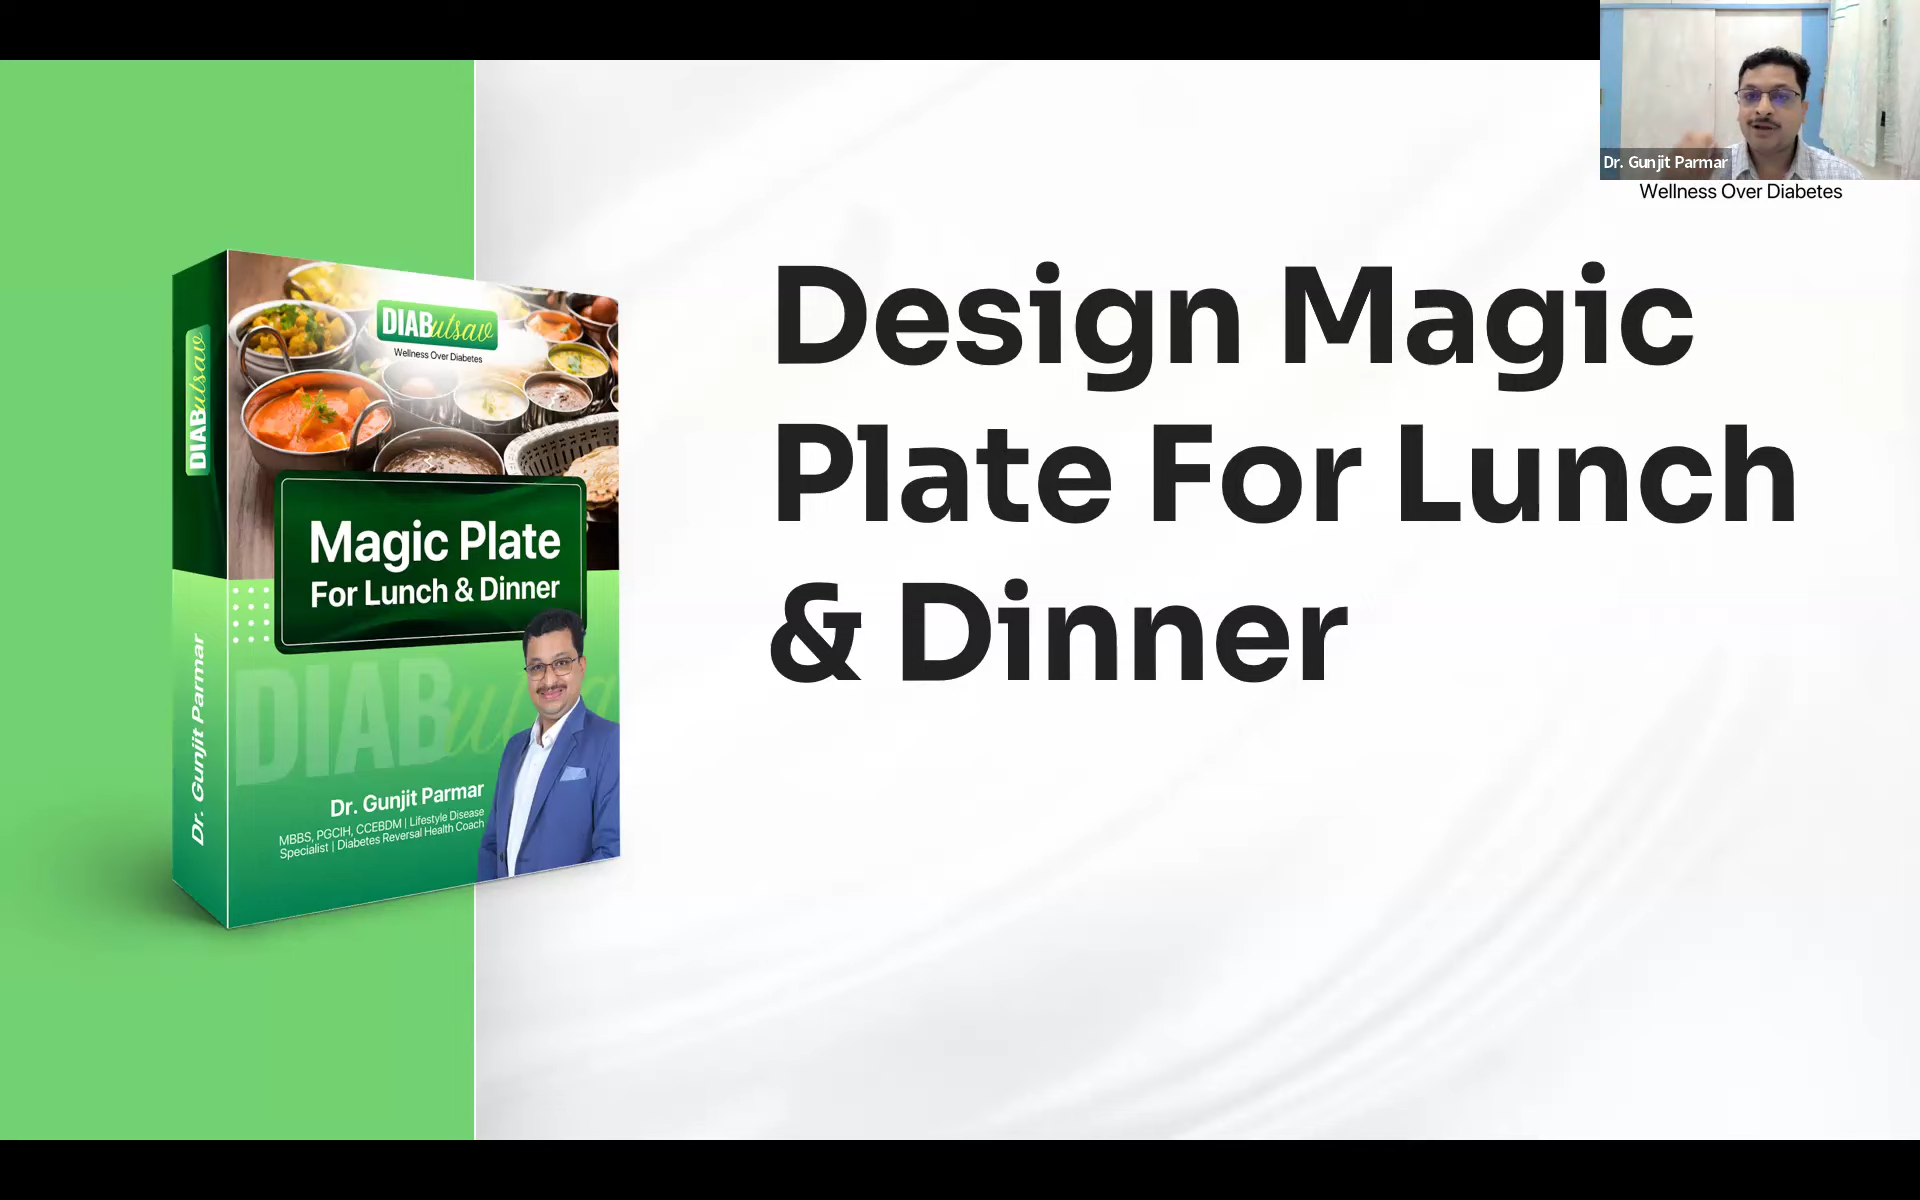 Dr. Gunjit Parmar
Wellness Over Diabetes
Design Magic
Plate For Lunch
& Dinner
DIAButsav
Wellness Over Diabetes
Magic Plate
For Lunch & Dinner
DIAButsa
Dr. Gunjit Parmar
MBBS, PGCIH, CCEBDM | Lifestyle Disease
Specialist | Diabetes Reversal Health Coach
DIAButsav
Dr. Gunjit Parmar